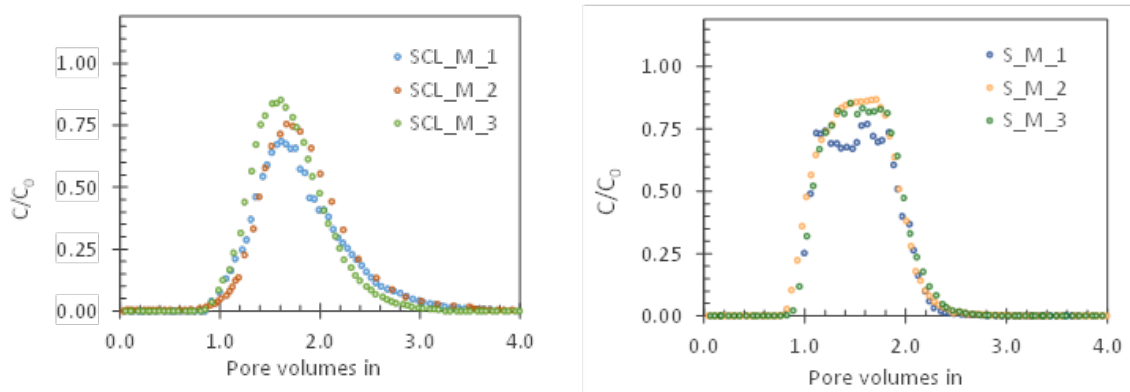 1.00
0.75
0.50
0.25
0.00
C/C₀
SCL_M_1
SCL_M_2
SCL_M_3
0.0 1.0 2.0 3.0 4.0
Pore volumes in
1.00
0.75
0.50
0.25
0.00
C/C₀
S_M_1
S_M_2
S_M_3
0.0 1.0 2.0 3.0 4.0
Pore volumes in